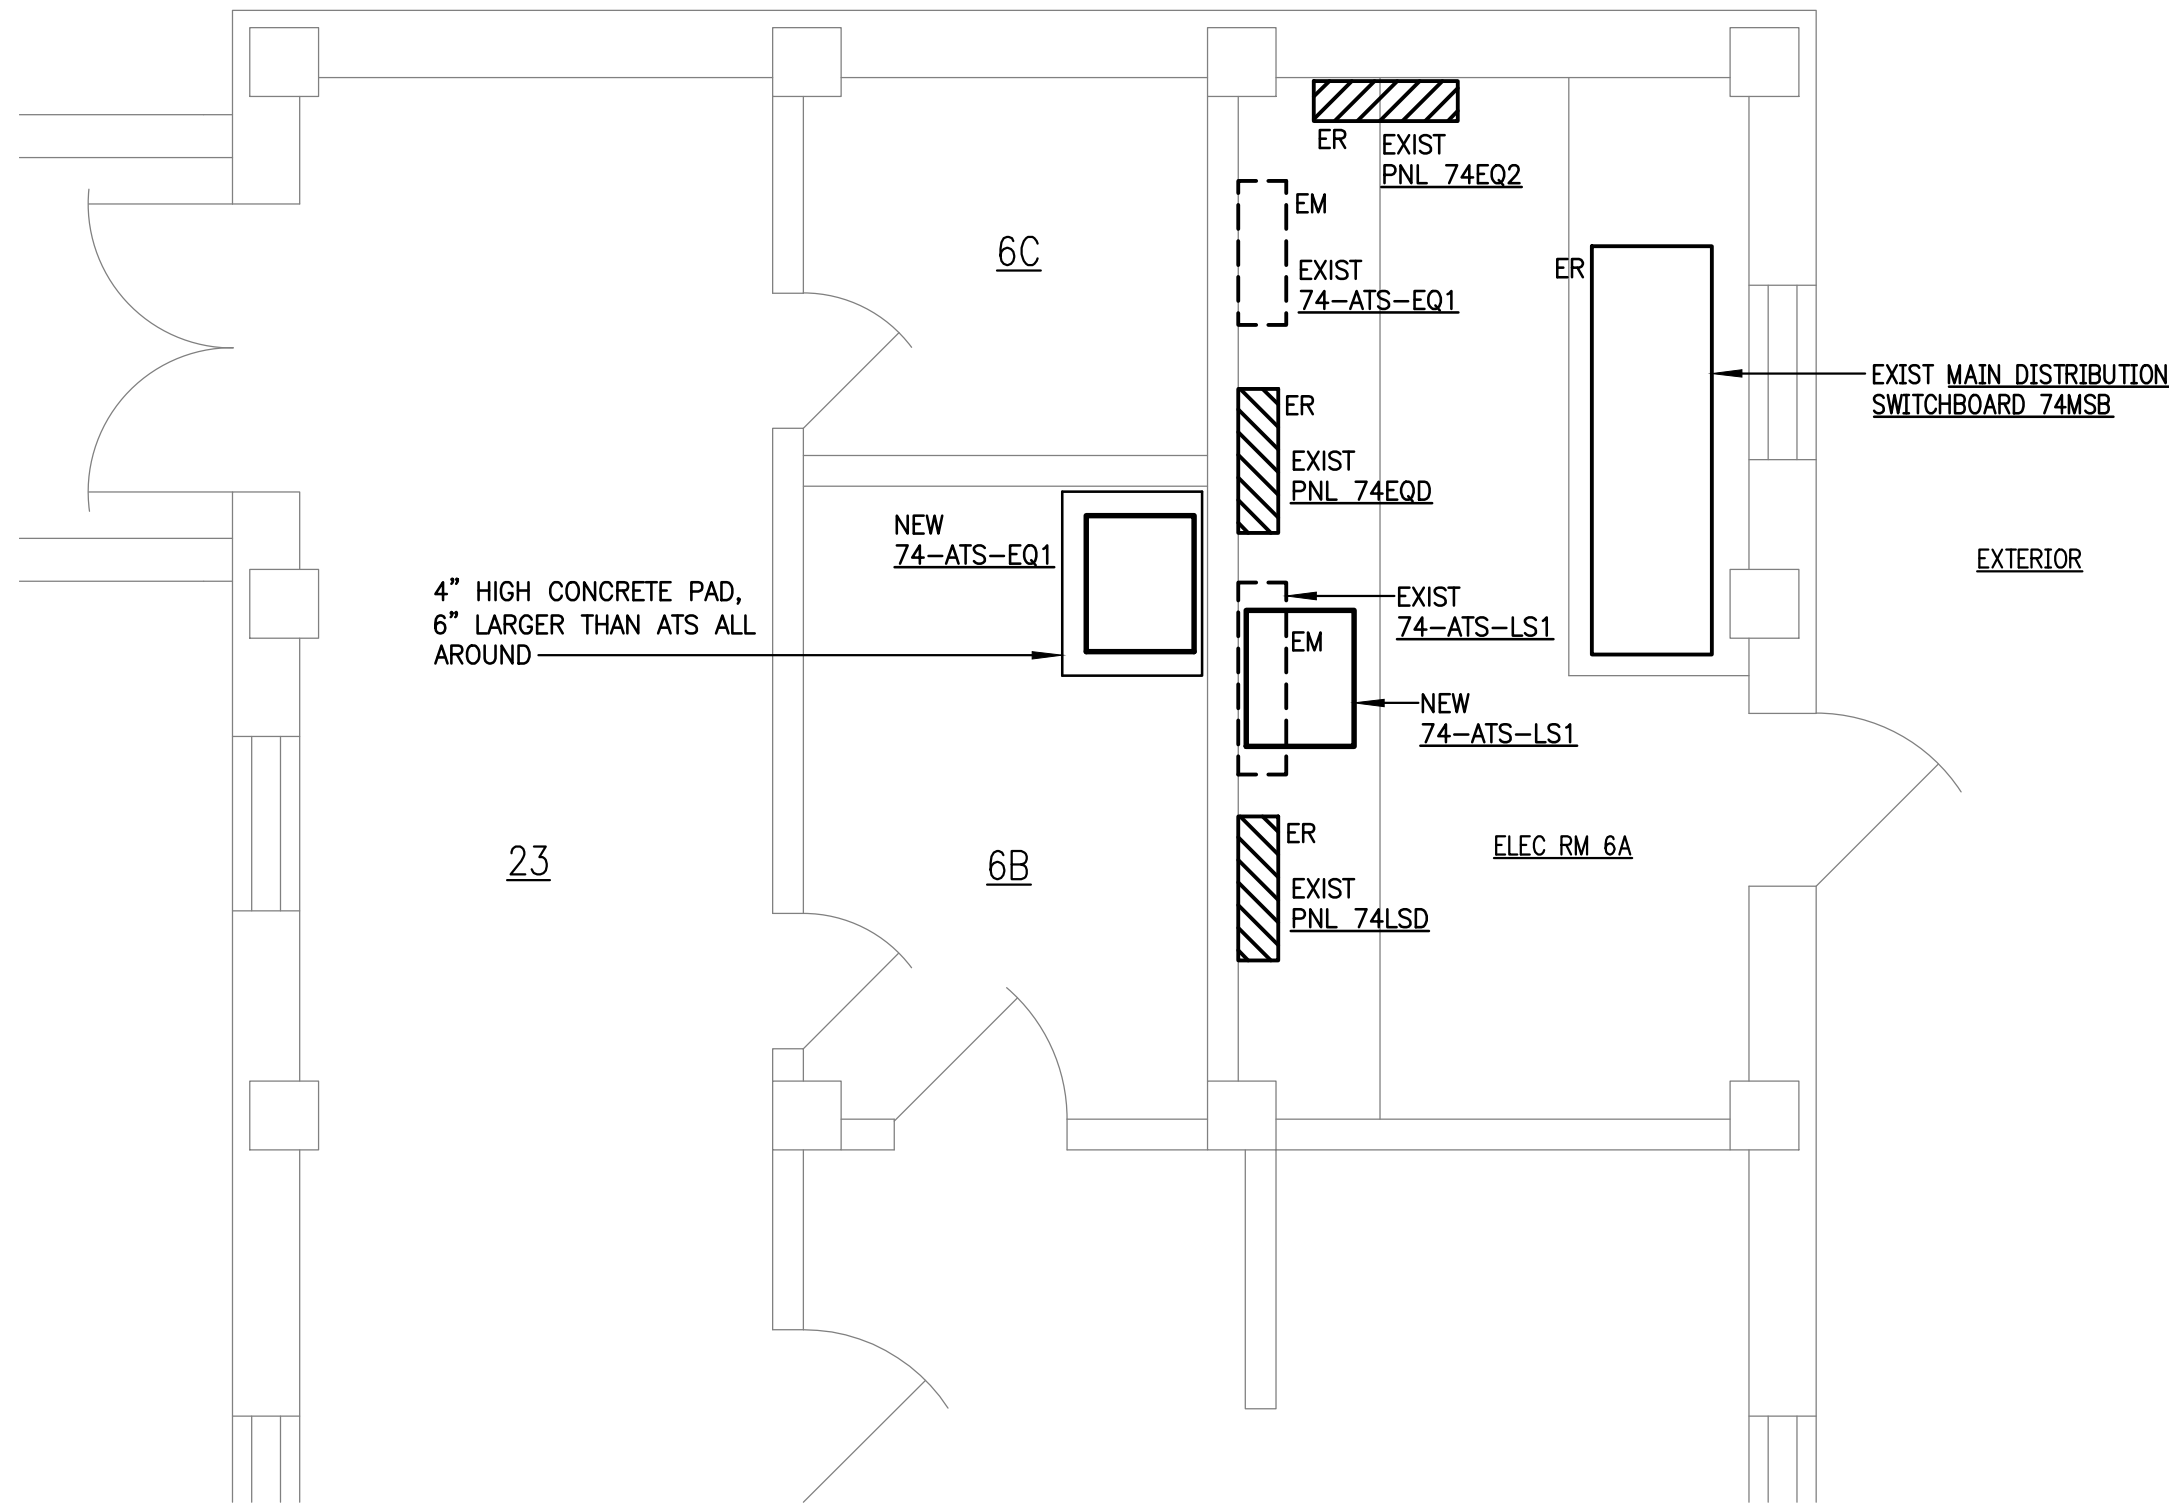 ER
EXIST
PNL 74EQ2
EM
EXIST
74-ATS-EQ1
6C
ER
EXIST MAIN DISTRIBUTION
SWITCHBOARD 74MSB
ER
EXIST
PNL 74EQD
NEW
74-ATS-EQ1
4" HIGH CONCRETE PAD,
6" LARGER THAN ATS ALL
AROUND
EXTERIOR
EXIST
74-ATS-LS1
EM
NEW
74-ATS-LS1
ER
EXIST
PNL 74LSD
ELEC RM 6A
23
6B